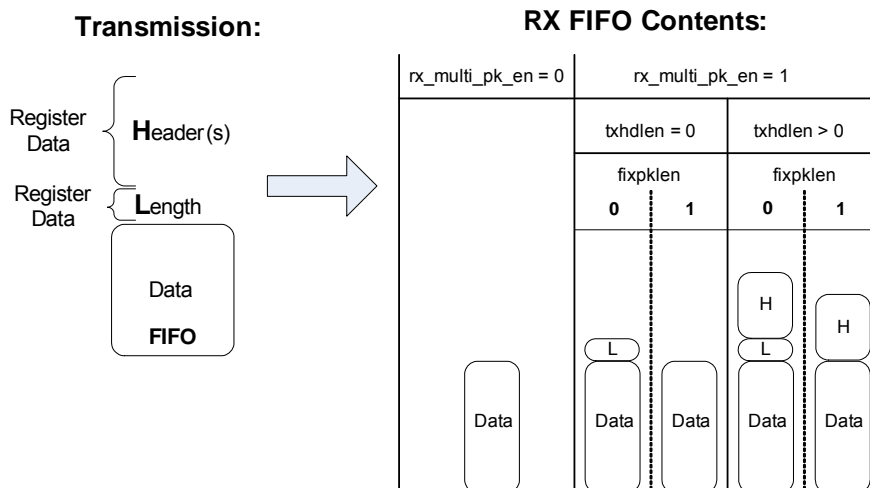 Transmission:
RX FIFO Contents:
rx_multi_pk_en = 0
rx_multi_pk_en = 1
txhdlen = 0
txhdlen > 0
fixpklen
fixpklen
0
1
0
1
Register
Data
Header(s)
Register
Data
Length
Data
FIFO
H
H
L
L
Data
Data
Data
Data
Data